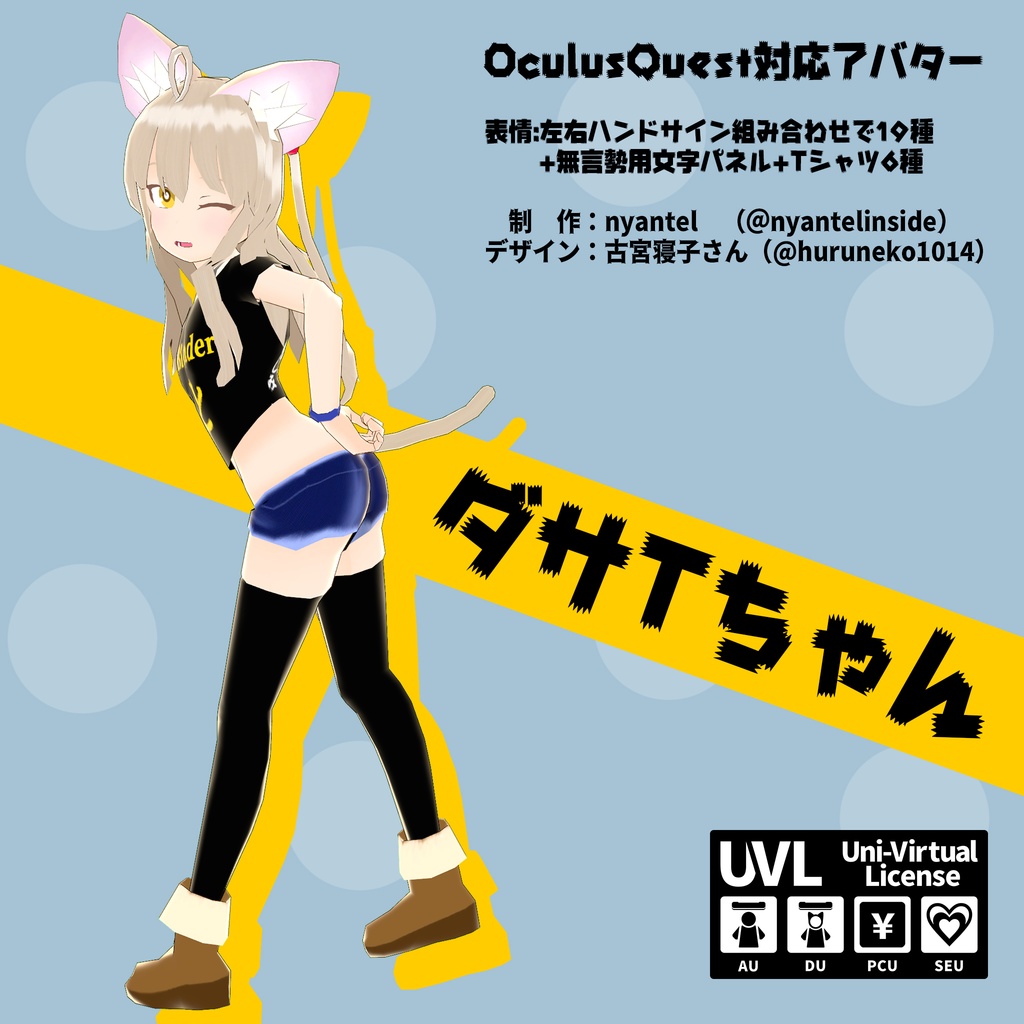 OculusQuest対応アバター
表情:左右ハンドサイン組み合わせで19種
+無言勢用文字パネル+Tシャツ6種
制　作：nyantel　（@nyantelinside）
デザイン：古宮寝子さん（@huruneko1014）
ダサTちゃん
UVL Uni-Virtual
License
¥
AU DU PCU SEU